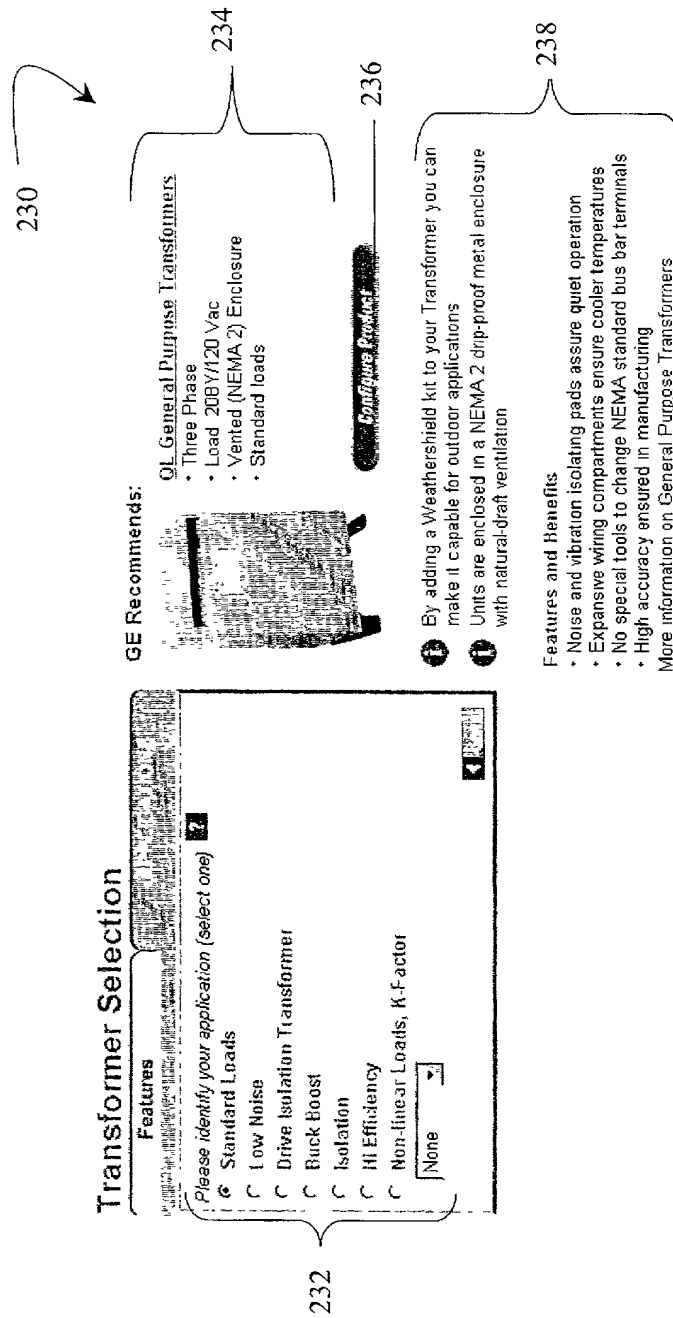 230
Transformer Selection
Features
Please identify your application (select one) ?
Standard Loads
Low Noise
Drive Isolation Transformer
Buck Boost
Isolation
Hi Efficiency
Non-linear Loads, K-Factor
None
232
GE Recommends:
QL General Purpose Transformers
• Three Phase
• Load 208Y/120 Vac
• Vented (NEMA 2) Enclosure
• Standard loads
234
Configure Product
236
By adding a Weathershield kit to your Transformer you can
make it capable for outdoor applications
Units are enclosed in a NEMA 2 drip-proof metal enclosure
with natural-draft ventilation
Features and Benefits
• Noise and vibration isolating pads assure quiet operation
• Expansive wiring compartments ensure cooler temperatures
• No special tools to change NEMA standard bus bar terminals
• High accuracy ensured in manufacturing
More information on General Purpose Transformers
238